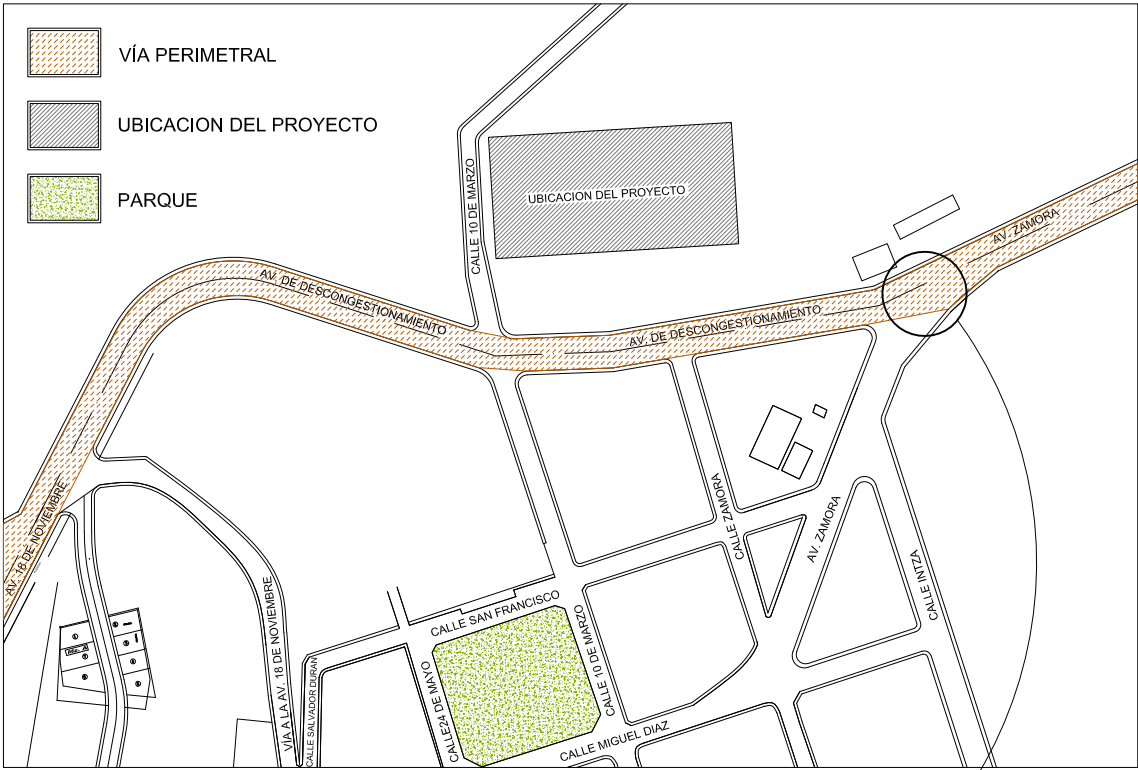 VÍA PERIMETRAL
UBICACION DEL PROYECTO
PARQUE
CALLE 10 DE MARZO
UBICACION DEL PROYECTO
AV. ZAMORA
AV. DE DESCONGESTIONAMIENTO
AV. DE DESCONGESTIONAMIENTO
AV. 18 DE NOVIEMBRE
CALLE ZAMORA
AV. ZAMORA
CALLE INTZA
VÍA A LA AV. 18 DE NOVIEMBRE
CALLE SALVADOR DURAN
CALLE SAN FRANCISCO
CALLE24 DE MAYO
CALLE 10 DE MARZO
CALLE MIGUEL DIAZ